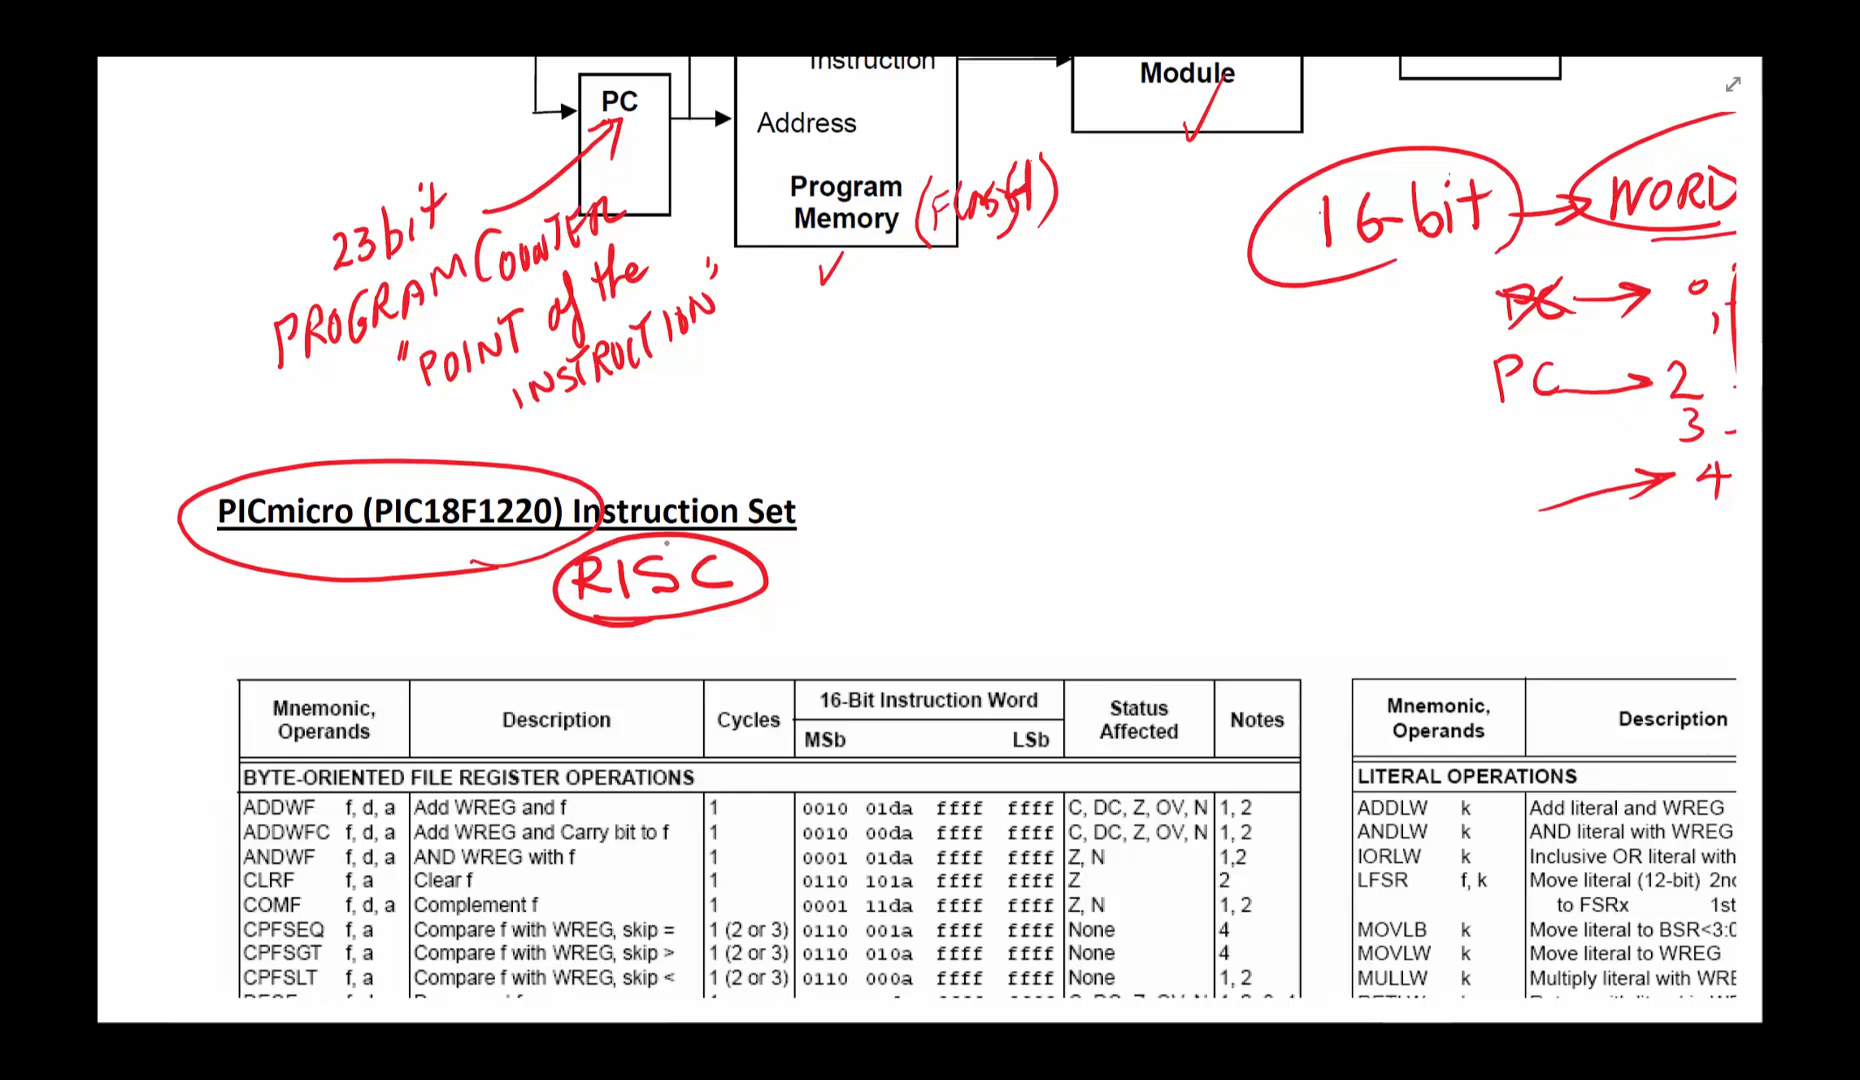 Instruction
Module
PC
Address
Program
Memory
(Flash)
23bit
PROGRAM COUNTER
"POINT of the
INSTRUCTION"
16-bit
WORD
PC
0
1
PC
2
3
4
PICmicro (PIC18F1220) Instruction Set
RISC
Mnemonic, Operands Description Cycles 16-Bit Instruction Word MSb LSb Status Affected Notes
BYTE-ORIENTED FILE REGISTER OPERATIONS
ADDWF f, d, a Add WREG and f 1 0010 01da ffff ffff C, DC, Z, OV, N 1, 2
ADDWFC f, d, a Add WREG and Carry bit to f 1 0010 00da ffff ffff C, DC, Z, OV, N 1, 2
ANDWF f, d, a AND WREG with f 1 0001 01da ffff ffff Z, N 1,2
CLRF f, a Clear f 1 0110 101a ffff ffff Z 2
COMF f, d, a Complement f 1 0001 11da ffff ffff Z, N 1, 2
CPFSEQ f, a Compare f with WREG, skip = 1 (2 or 3) 0110 001a ffff ffff None 4
CPFSGT f, a Compare f with WREG, skip > 1 (2 or 3) 0110 010a ffff ffff None 4
CPFSLT f, a Compare f with WREG, skip < 1 (2 or 3) 0110 000a ffff ffff None 1, 2
Mnemonic, Operands Description
LITERAL OPERATIONS
ADDLW k Add literal and WREG
ANDLW k AND literal with WREG
IORLW k Inclusive OR literal with
LFSR f, k Move literal (12-bit) 2nd
to FSRx 1st
MOVLB k Move literal to BSR<3:0
MOVLW k Move literal to WREG
MULLW k Multiply literal with WRE